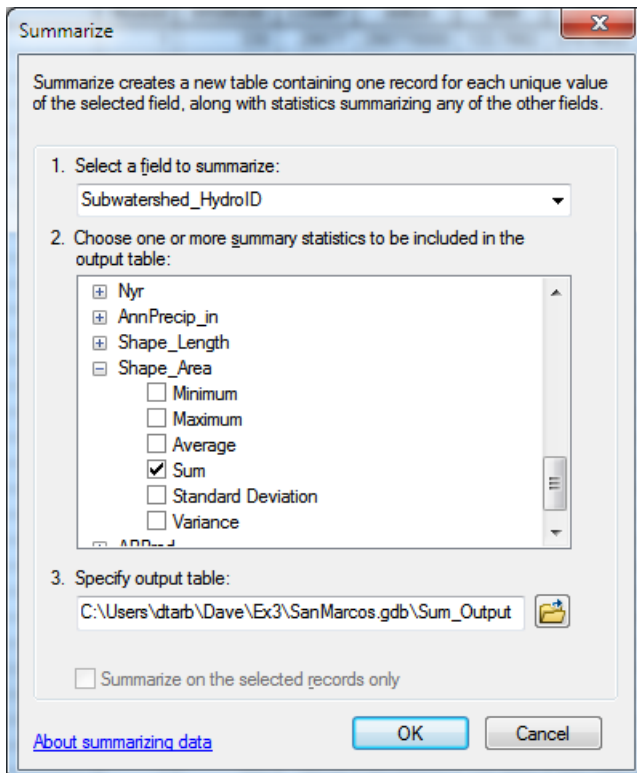 Summarize
Summarize creates a new table containing one record for each unique value
of the selected field, along with statistics summarizing any of the other fields.
1. Select a field to summarize:
Subwatershed_HydroID
2. Choose one or more summary statistics to be included in the
output table:
Nyr
AnnPrecip_in
Shape_Length
Shape_Area
Minimum
Maximum
Average
Sum
Standard Deviation
Variance
3. Specify output table:
C:\Users\dtarb\Dave\Ex3\SanMarcos.gdb\Sum_Output
Summarize on the selected records only
About summarizing data
OK
Cancel